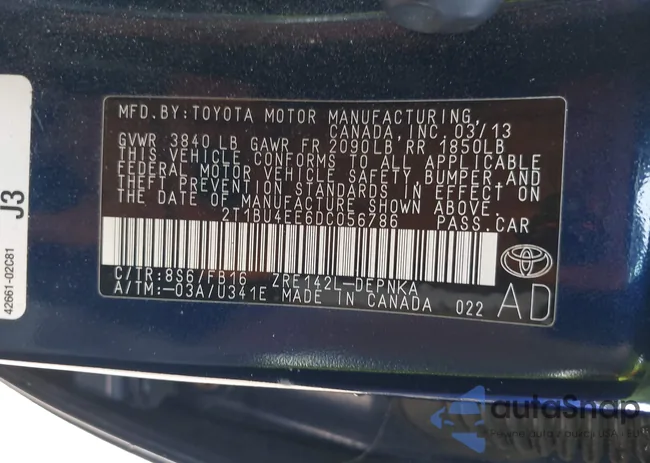 MFD. BY: TOYOTA MOTOR MANUFACTURING,
CANADA, INC. 03/13
GVWR 3840 LB GAWR FR 2090LB RR 1850LB
THIS VEHICLE CONFORMS TO ALL APPLICABLE
FEDERAL MOTOR VEHICLE SAFETY, BUMPER, AND
THEFT PREVENTION STANDARDS IN EFFECT ON
THE DATE OF MANUFACTURE SHOWN ABOVE.
2T1BU4EE6DC056786 PASS.CAR
C/TR:8S6/FB16 ZRE142L-DEPNKA
A/TM:-03A/U341E MADE IN CANADA 022
AD
J3
42661-02C81
autoSnap